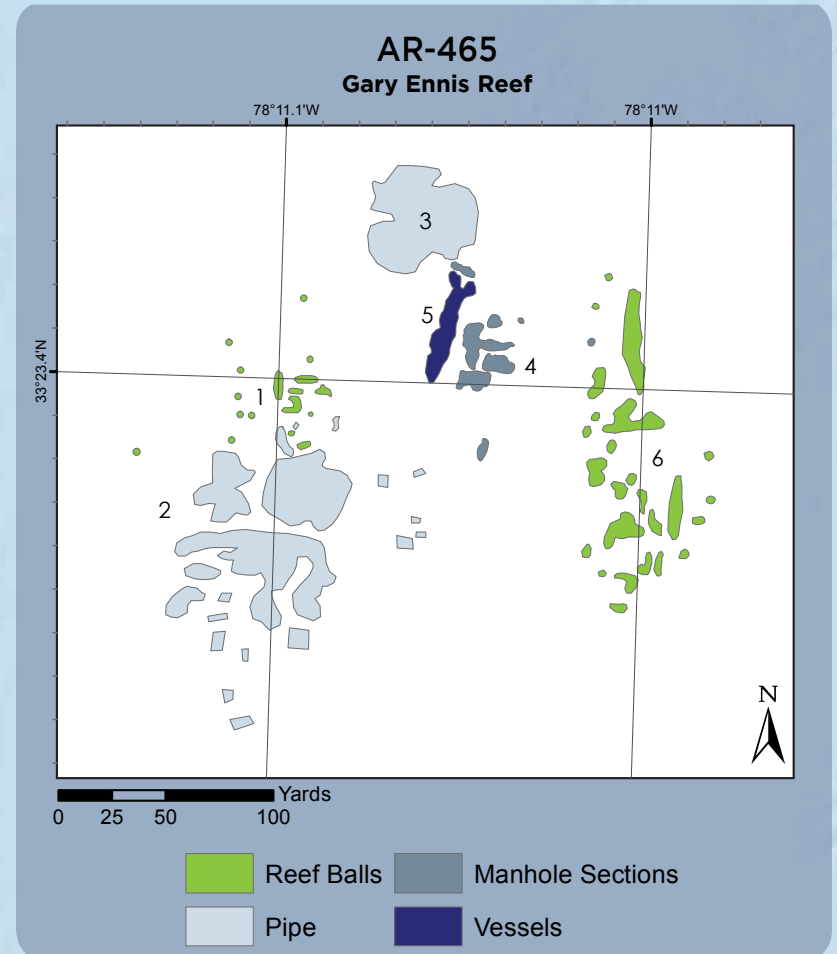 AR-465
Gary Ennis Reef
78°11.1'W 78°11'W
33°23.4'N
3
5
4
1
6
2
N
Yards
0 25 50 100
Reef Balls Manhole Sections
Pipe Vessels